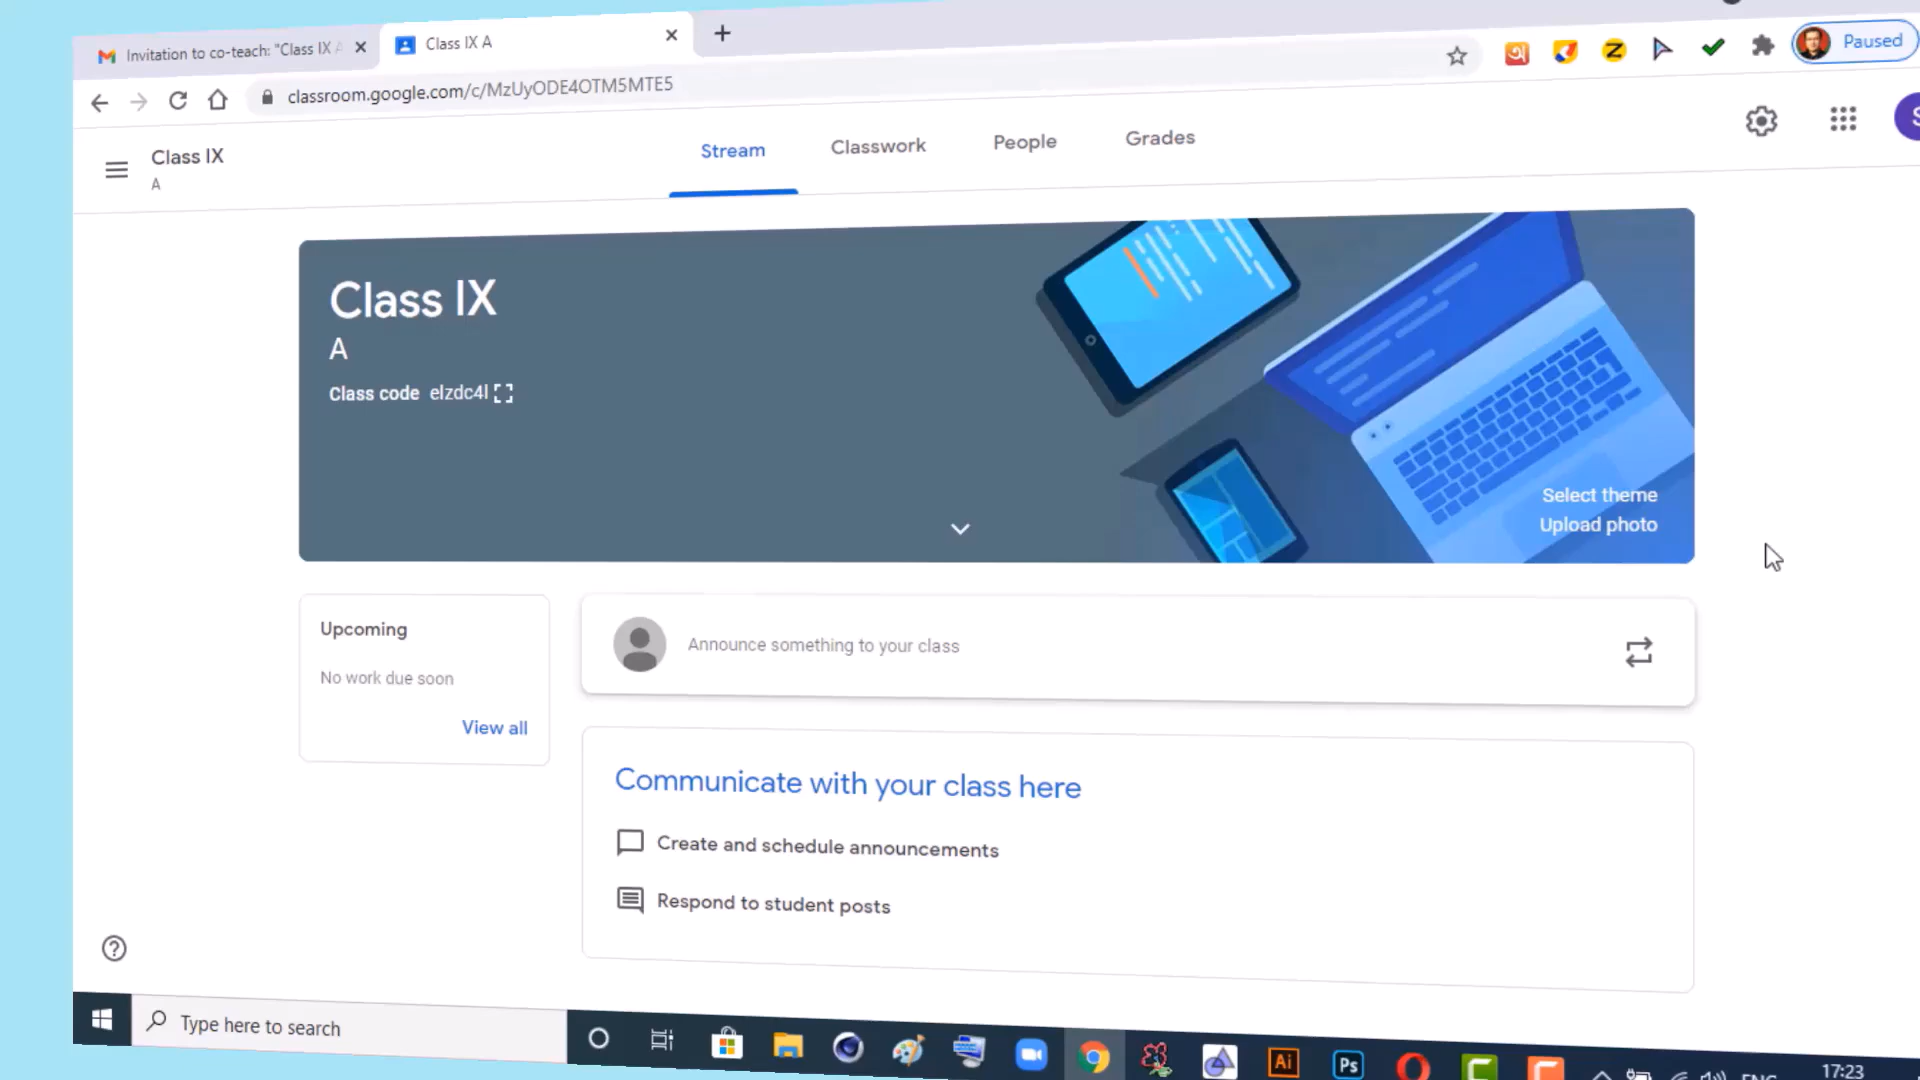 Invitation to co-teach: "Class IX A
Class IX A
Paused
classroom.google.com/c/MzUyODE4OTM5MTE5
Class IX
A
Stream
Classwork
People
Grades
S
Class IX
A
Class code elzdc4l
Select theme
Upload photo
Upcoming
No work due soon
View all
Announce something to your class
Communicate with your class here
Create and schedule announcements
Respond to student posts
Type here to search
Ai
Ps
ENG
17:23